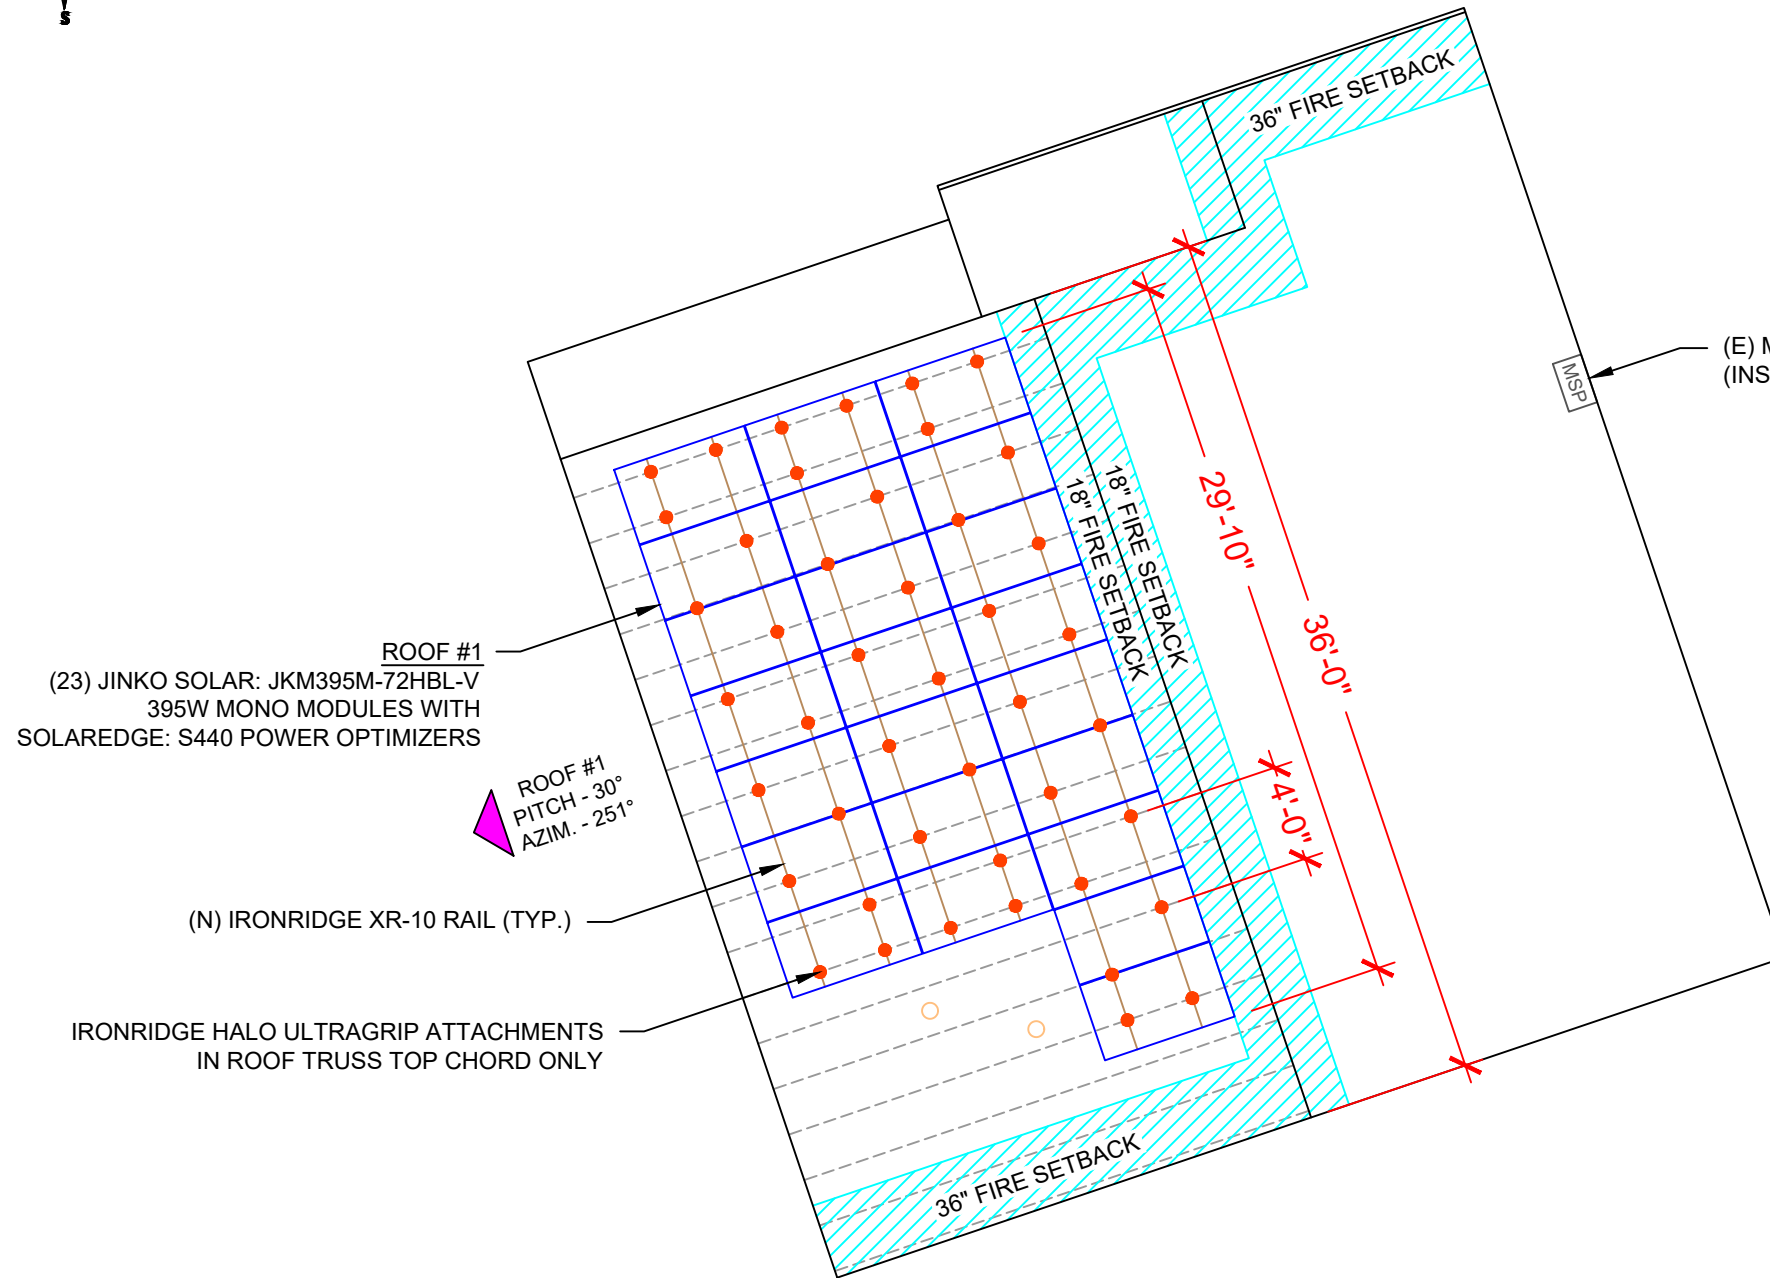 S
36" FIRE SETBACK
(E) M
(INS
MSP
29'-10"
18" FIRE SETBACK
18" FIRE SETBACK
36'-0"
ROOF #1
(23) JINKO SOLAR: JKM395M-72HBL-V
395W MONO MODULES WITH
SOLAREDGE: S440 POWER OPTIMIZERS
ROOF #1
PITCH - 30°
AZIM. - 251°
4'-0"
(N) IRONRIDGE XR-10 RAIL (TYP.)
IRONRIDGE HALO ULTRAGRIP ATTACHMENTS
IN ROOF TRUSS TOP CHORD ONLY
36" FIRE SETBACK